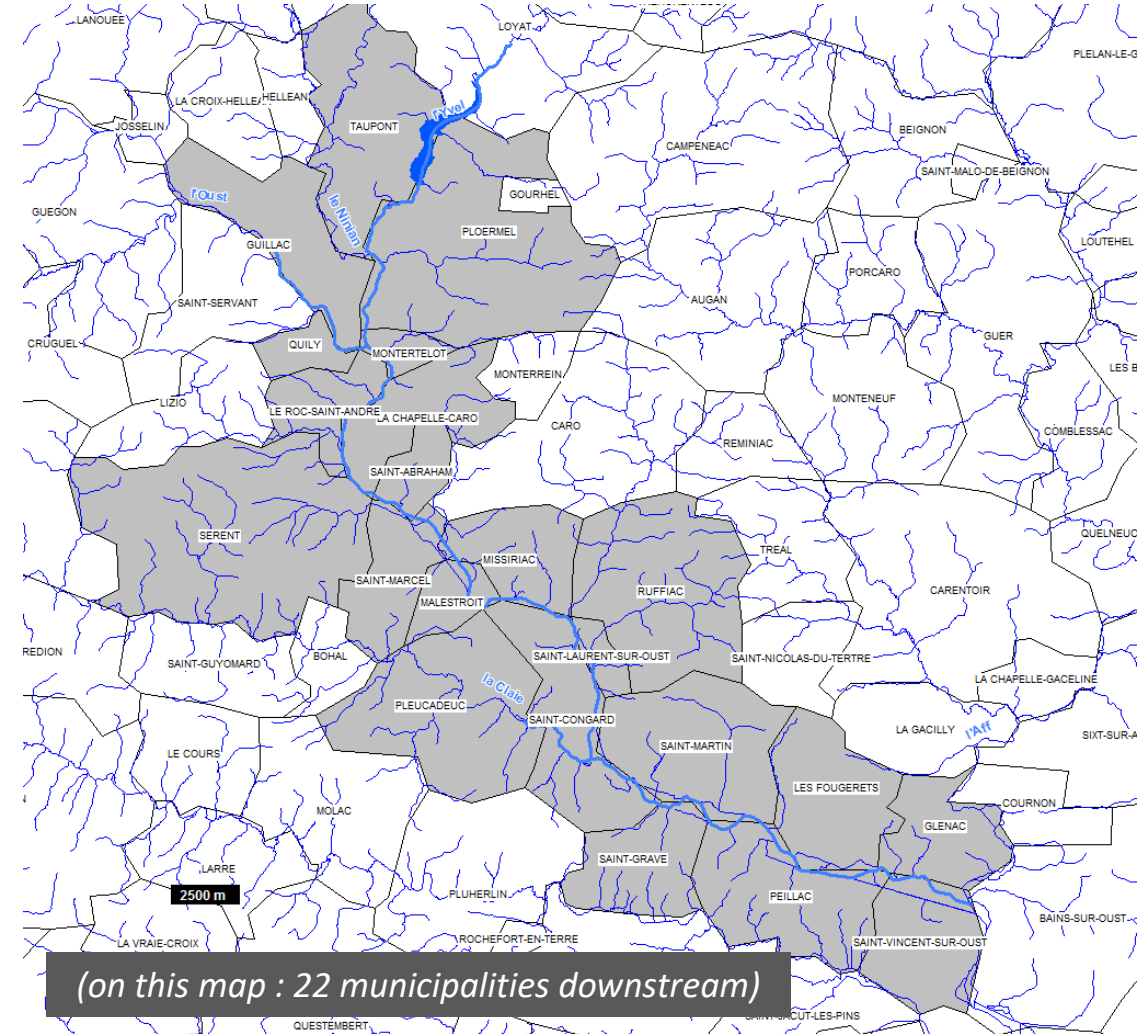 LANOUEE
LOYAT
PLELAN-LE-G
LA CROIX-HELLEA
HELLEAN
l'Yvel
JOSSELIN
TAUPONT
BEIGNON
CAMPENEAC
SAINT-MALO-DE-BEIGNON
GOURHEL
l'Oust
le Ninian
GUEGON
PLOERMEL
GUILLAC
LOUTEHEL
PORCARO
SAINT-SERVANT
AUGAN
GUER
CRUGUEL
QUILY
MONTERTELOT
LES B
MONTERREIN
LIZIO
MONTENEUF
LE ROC-SAINT-ANDRE
LA CHAPELLE-CARO
CARO
COMBLESSAC
REMINIAC
SAINT-ABRAHAM
SERENT
QUELNEUC
TREAL
MISSIRIAC
SAINT-MARCEL
RUFFIAC
CARENTOIR
MALESTROIT
REDION
SAINT-GUYOMARD
BOHAL
SAINT-LAURENT-SUR-OUST
SAINT-NICOLAS-DU-TERTRE
LA CHAPELLE-GACELINE
la Claie
PLEUCADEUC
SAINT-CONGARD
LA GACILLY
l'Aff
SIXT-SUR-A
SAINT-MARTIN
LE COURS
LES FOUGERETS
MOLAC
COURNON
GLENAC
SAINT-GRAVE
LARRE
2500 m
PLUHERLIN
PEILLAC
BAINS-SUR-OUST
LA VRAIE-CROIX
ROCHEFORT-EN-TERRE
SAINT-VINCENT-SUR-OUST
(on this map : 22 municipalities downstream)
SAINT-JACUT-LES-PINS
QUESTEMBERT